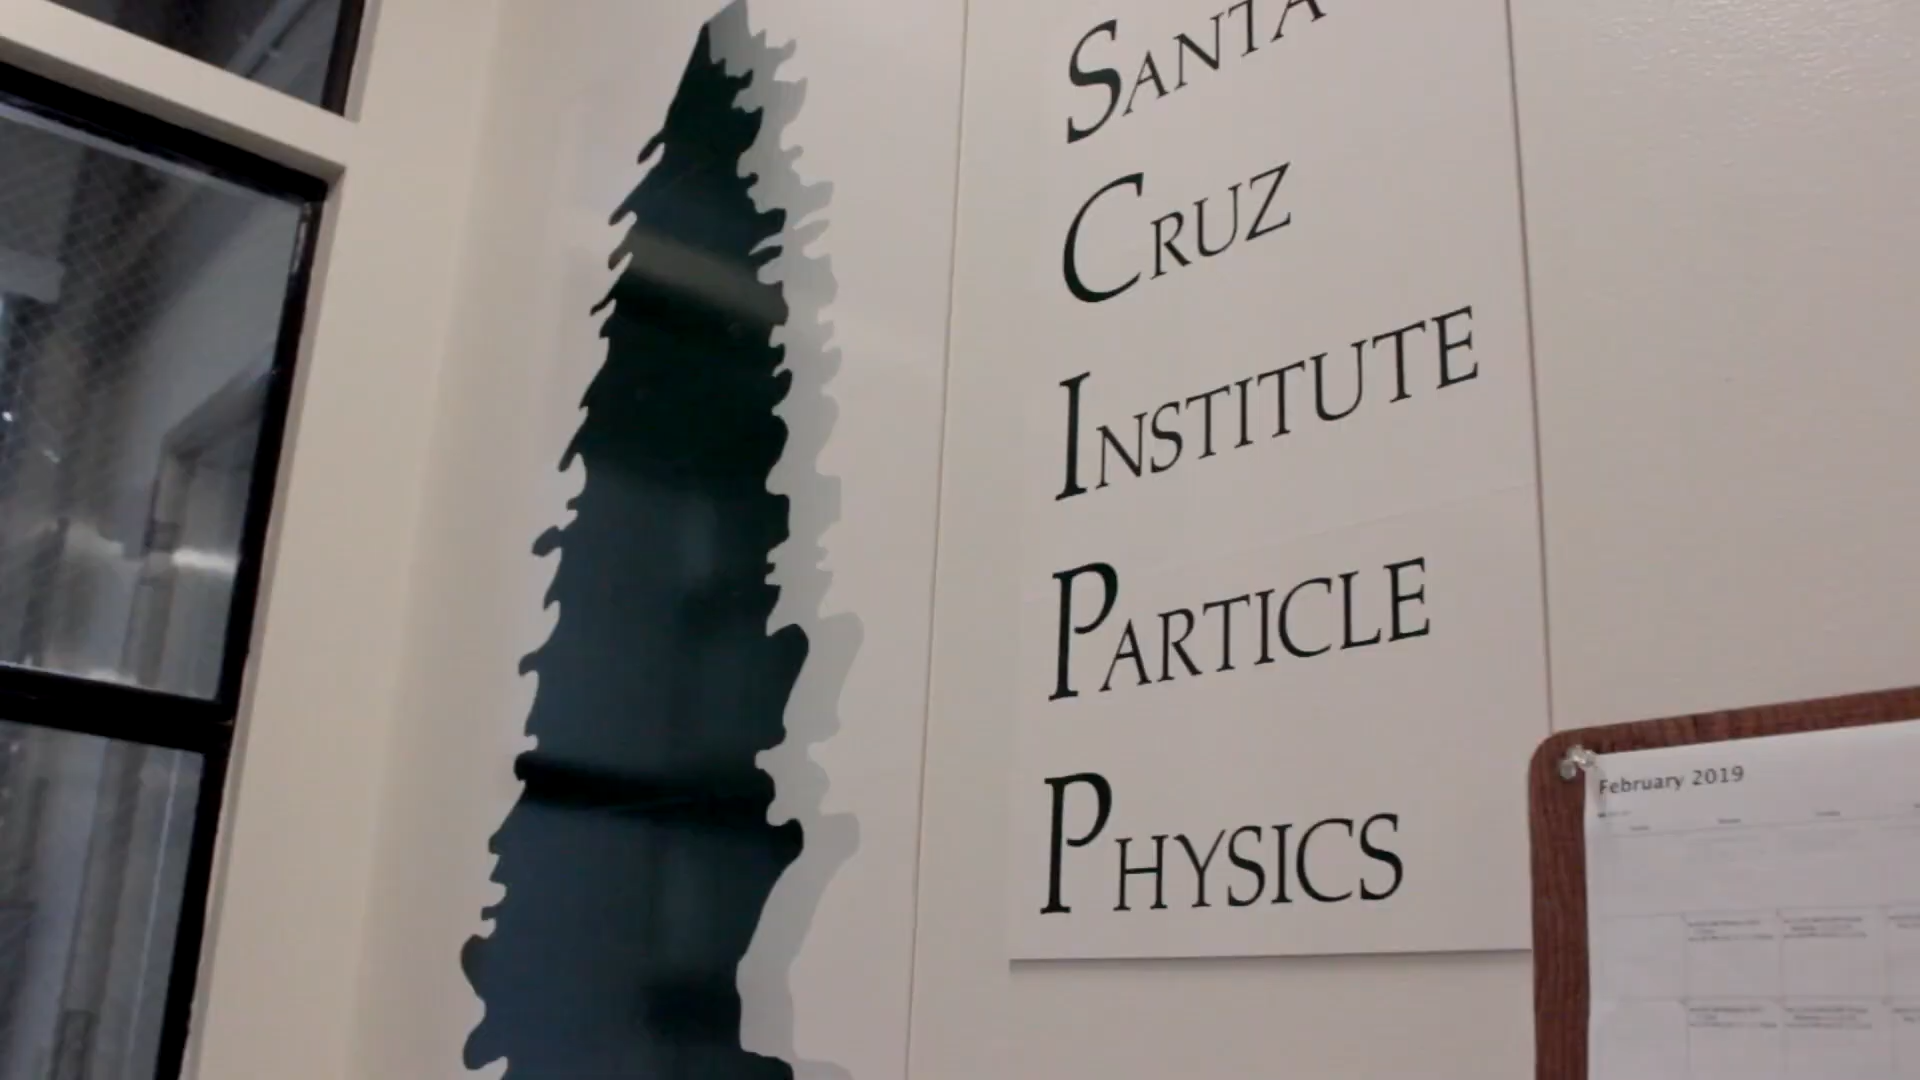 SANTA
CRUZ
INSTITUTE
PARTICLE
PHYSICS
February 2019